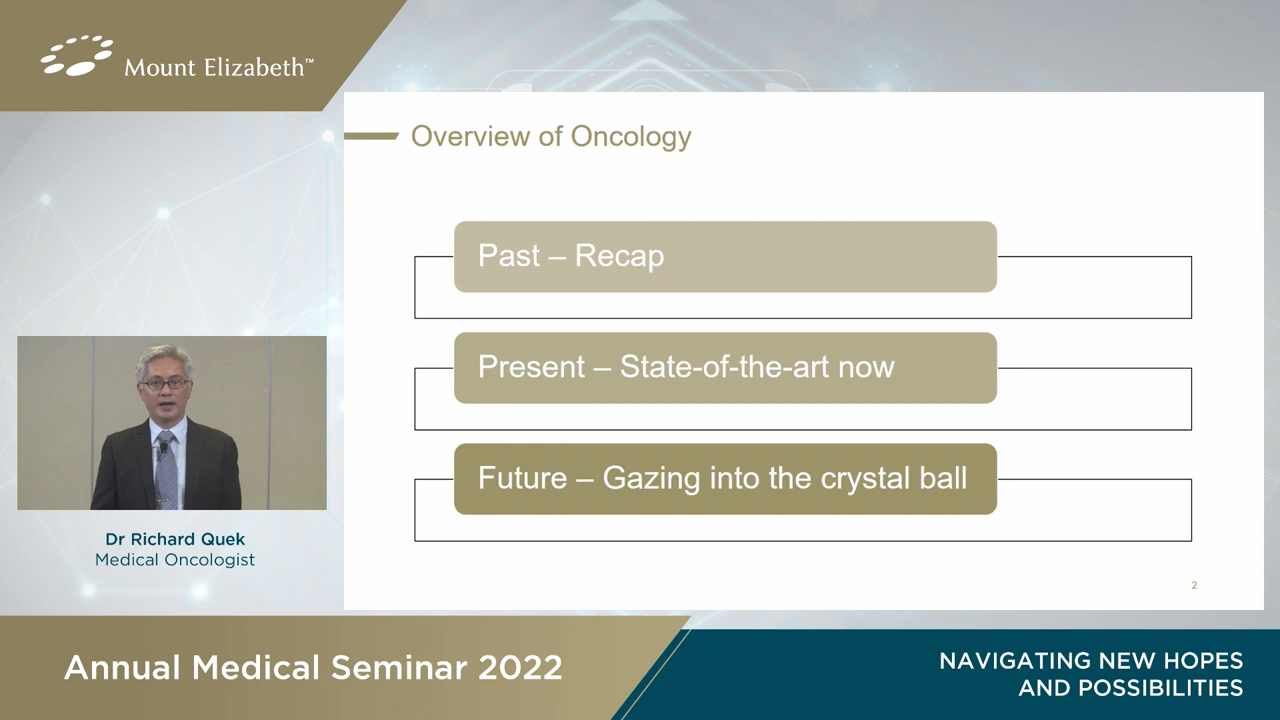 Mount Elizabeth™
Overview of Oncology
Past – Recap
Present – State-of-the-art now
Future – Gazing into the crystal ball
2
Dr Richard Quek
Medical Oncologist
Annual Medical Seminar 2022
NAVIGATING NEW HOPES
AND POSSIBILITIES